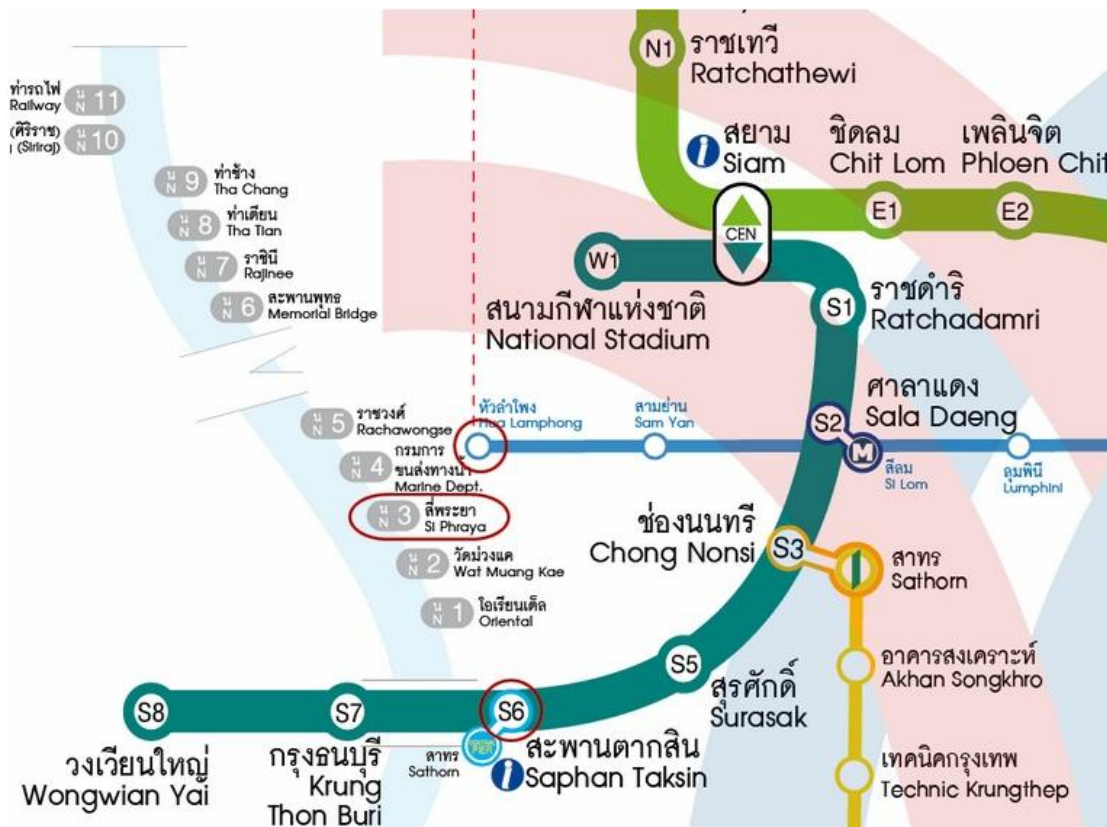 N1
ราชเทวี
Ratchathewi
ท่ารถไฟ
Railway
น
N
11
(ศิริราช)
(Siriraj)
น
N
10
สยาม
Siam
ชิดลม
Chit Lom
เพลินจิต
Phloen Chit
i
E1
E2
CEN
น
N
9
ท่าช้าง
Tha Chang
น
N
8
ท่าเตียน
Tha Tian
น
N
7
ราชินี
Rajinee
น
N
6
สะพานพุทธ
Memorial Bridge
W1
สนามกีฬาแห่งชาติ
National Stadium
S1
ราชดำริ
Ratchadamri
ศาลาแดง
Sala Daeng
S2
M
สีลม
Si Lom
หัวลำโพง
Hua Lamphong
สามย่าน
Sam Yan
ลุมพินี
Lumphini
น
N
5
ราชวงศ์
Rachawongse
น
N
4
กรมการ
ขนส่งทางน้ำ
Marine Dept.
น
N
3
สี่พระยา
Si Phraya
น
N
2
วัดม่วงแค
Wat Muang Kae
น
N
1
โอเรียนเต็ล
Oriental
ช่องนนทรี
Chong Nonsi
S3
สาทร
Sathorn
อาคารสงเคราะห์
Akhan Songkhro
เทคนิคกรุงเทพ
Technic Krungthep
S5
สุรศักดิ์
Surasak
S6
สะพานตากสิน
Saphan Taksin
i
สาทร
Sathorn
S7
กรุงธนบุรี
Krung
Thon Buri
S8
วงเวียนใหญ่
Wongwian Yai